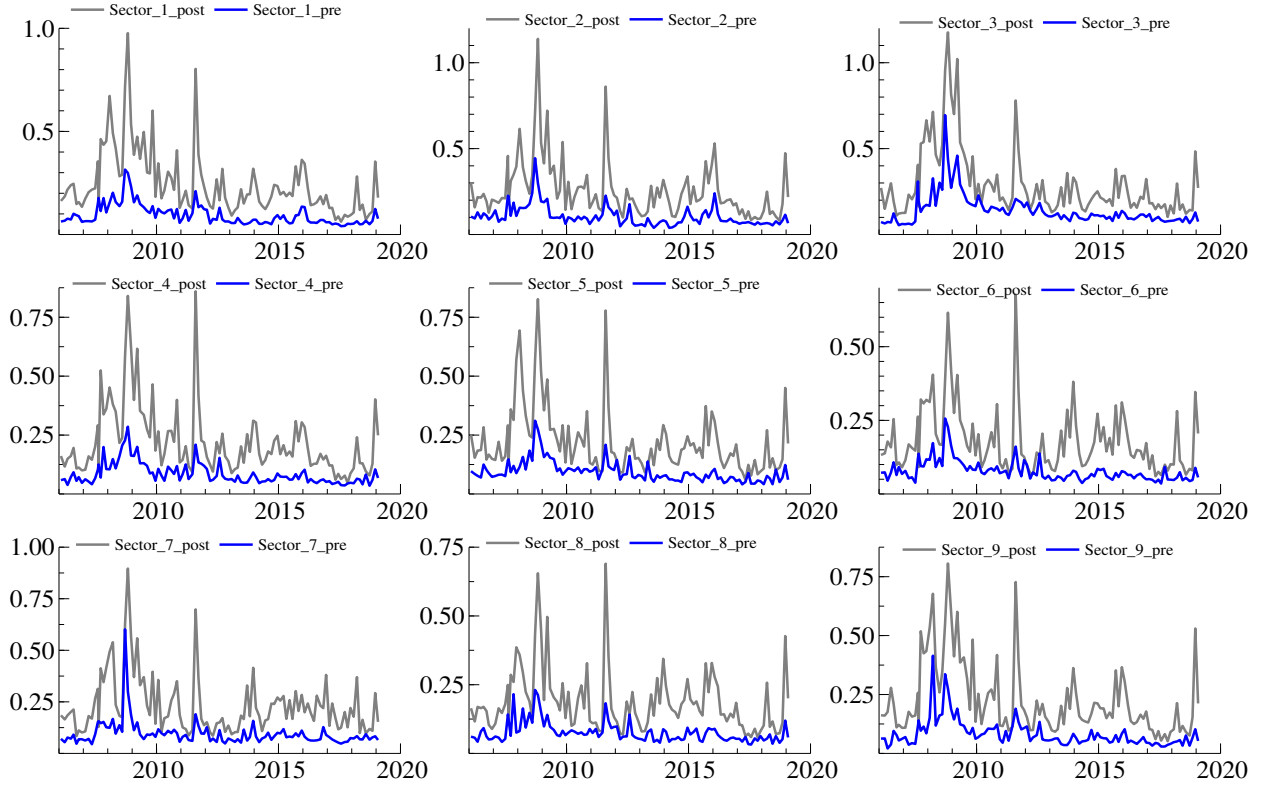 Sector_1_post Sector_1_pre
1.0
0.5
2010 2015 2020
Sector_2_post Sector_2_pre
1.0
0.5
2010 2015 2020
Sector_3_post Sector_3_pre
1.0
0.5
2010 2015 2020
Sector_4_post Sector_4_pre
0.75
0.50
0.25
2010 2015 2020
Sector_5_post Sector_5_pre
0.75
0.50
0.25
2010 2015 2020
Sector_6_post Sector_6_pre
0.50
0.25
2010 2015 2020
Sector_7_post Sector_7_pre
1.00
0.75
0.50
0.25
2010 2015 2020
Sector_8_post Sector_8_pre
0.75
0.50
0.25
2010 2015 2020
Sector_9_post Sector_9_pre
0.75
0.50
0.25
2010 2015 2020